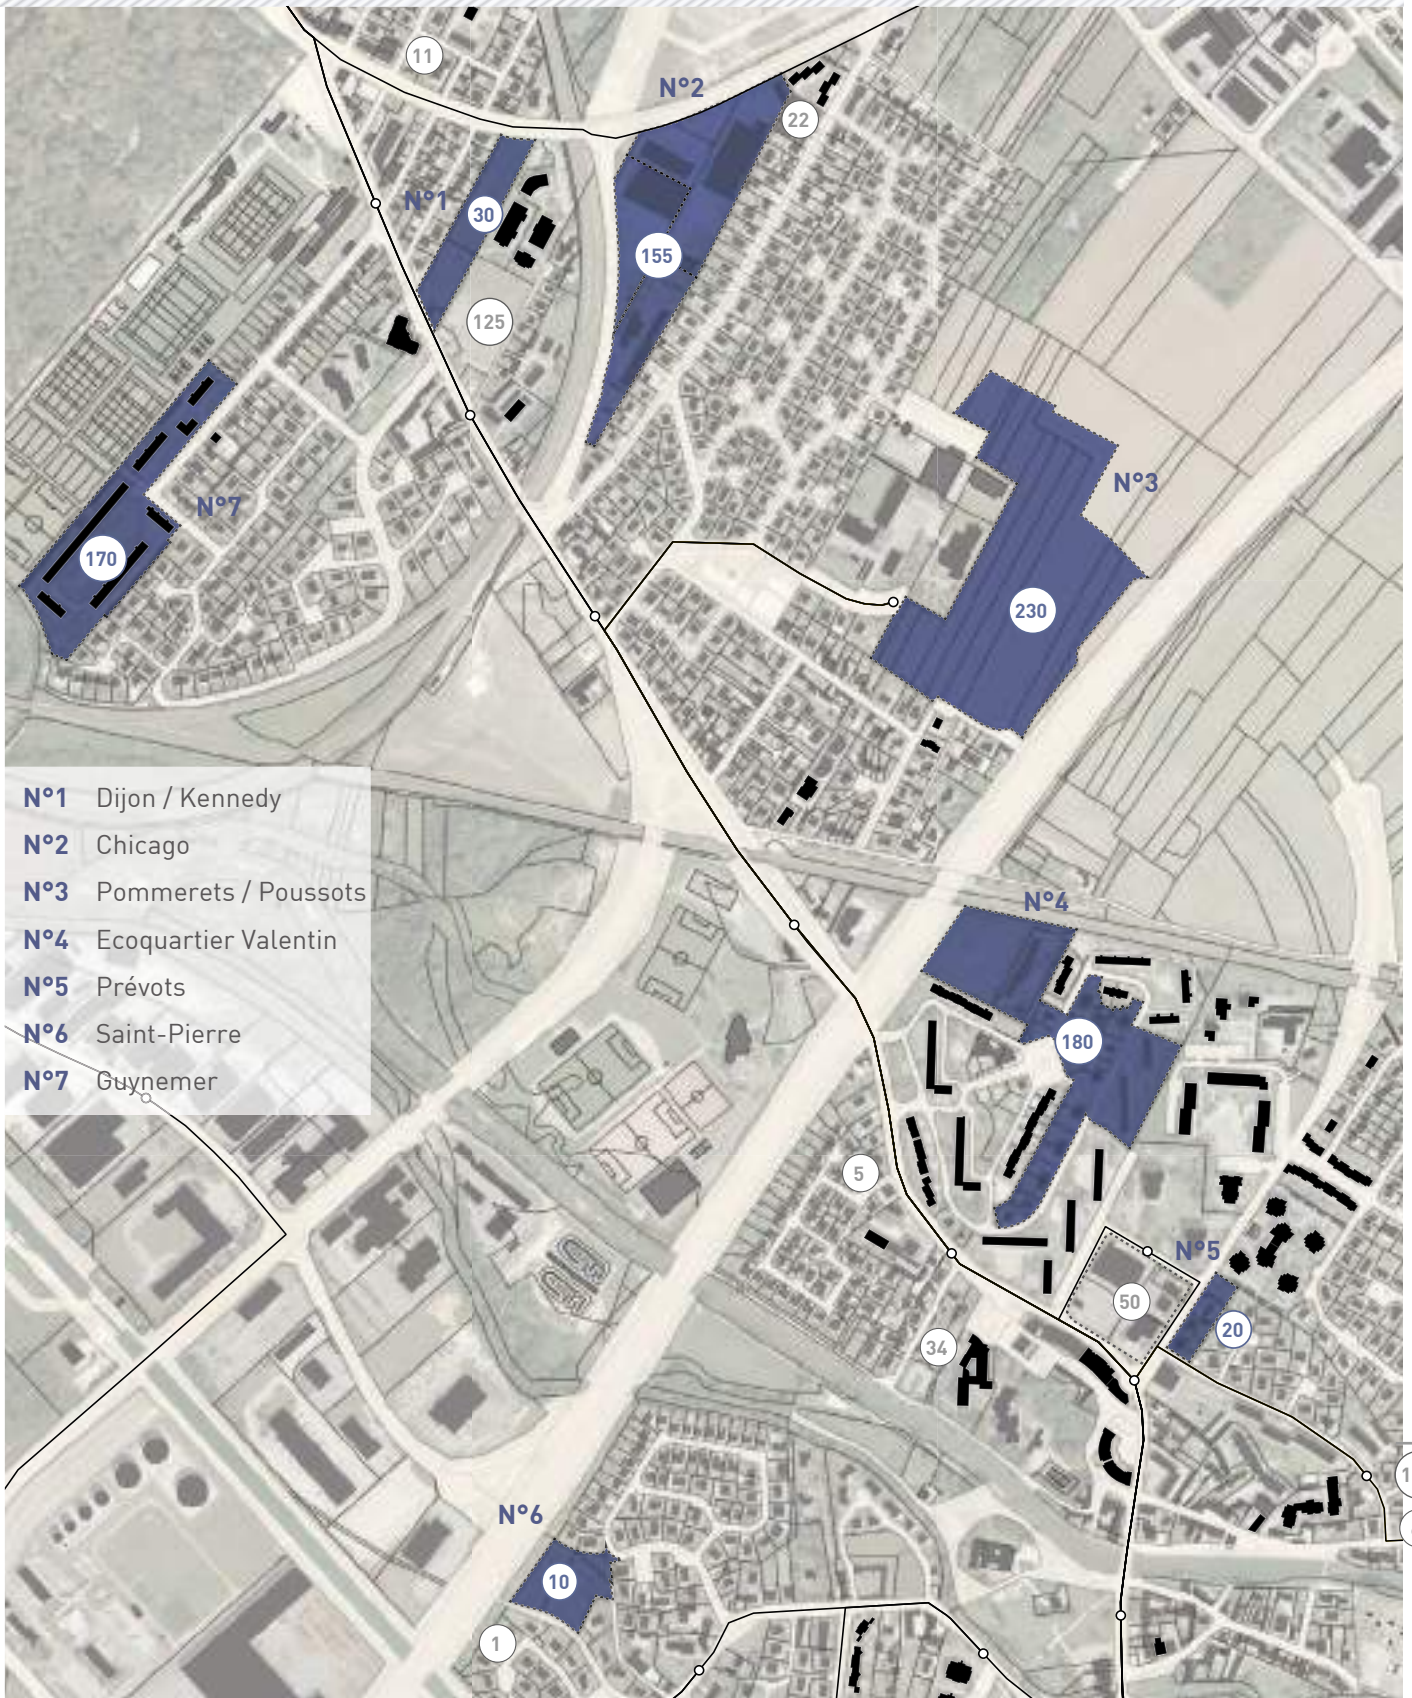 11
N°2
22
N°1
30
155
125
N°3
N°7
170
230
N°1 Dijon / Kennedy
N°2 Chicago
N°3 Pommerets / Poussots
N°4 Ecoquartier Valentin
N°5 Prévots
N°6 Saint-Pierre
N°7 Guynemer
N°4
180
5
N°5
50
20
34
N°6
10
1